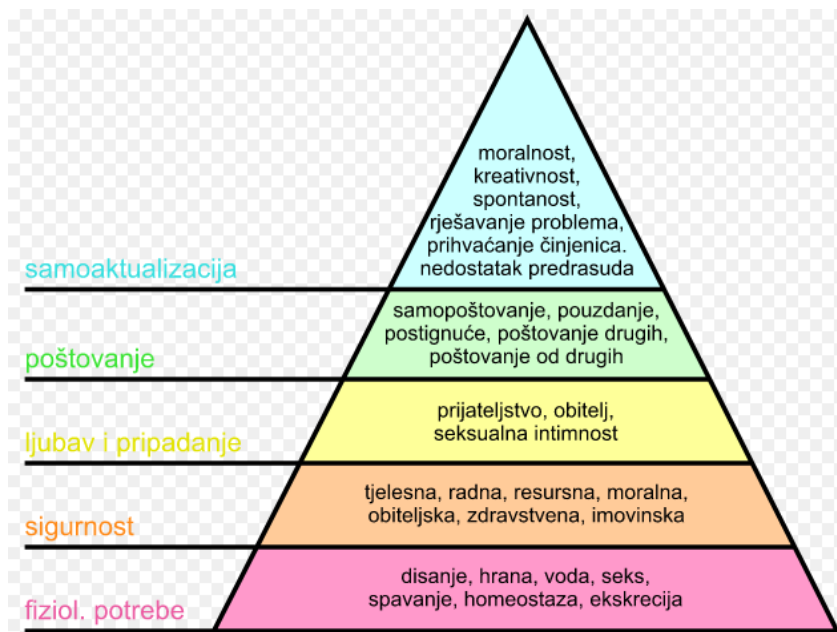 moralnost,
kreativnost,
spontanost,
rješavanje problema,
prihvaćanje činjenica.
nedostatak predrasuda
samoaktualizacija
samopoštovanje, pouzdanje,
postignuće, poštovanje drugih,
poštovanje od drugih
poštovanje
prijateljstvo, obitelj,
seksualna intimnost
ljubav i pripadanje
tjelesna, radna, resursna, moralna,
obiteljska, zdravstvena, imovinska
sigurnost
disanje, hrana, voda, seks,
spavanje, homeostaza, ekskrecija
fiziol. potrebe